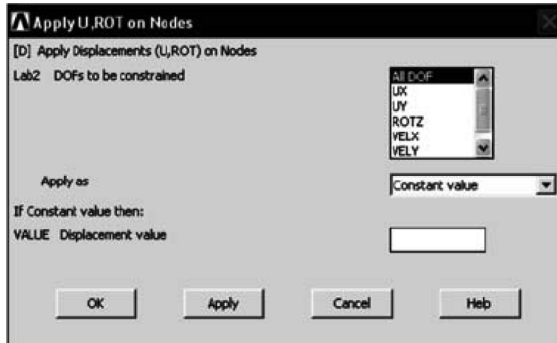 Apply U,ROT on Nodes
[D] Apply Displacements (U,ROT) on Nodes
Lab2 DOFs to be constrained
All DOF
UX
UY
ROTZ
VELX
VELY
Apply as
Constant value
If Constant value then:
VALUE Displacement value
OK Apply Cancel Help